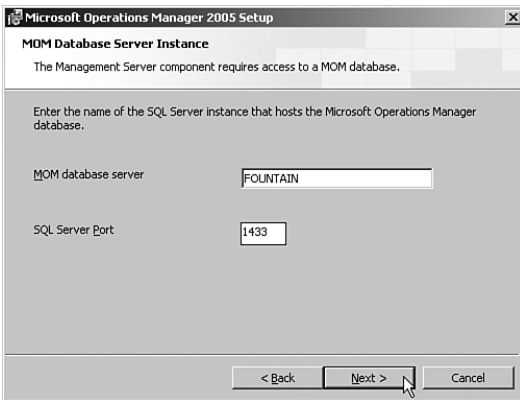 Microsoft Operations Manager 2005 Setup
MOM Database Server Instance
The Management Server component requires access to a MOM database.
Enter the name of the SQL Server instance that hosts the Microsoft Operations Manager
database.
MOM database server
FOUNTAIN
SQL Server Port
1433
< Back
Next >
Cancel